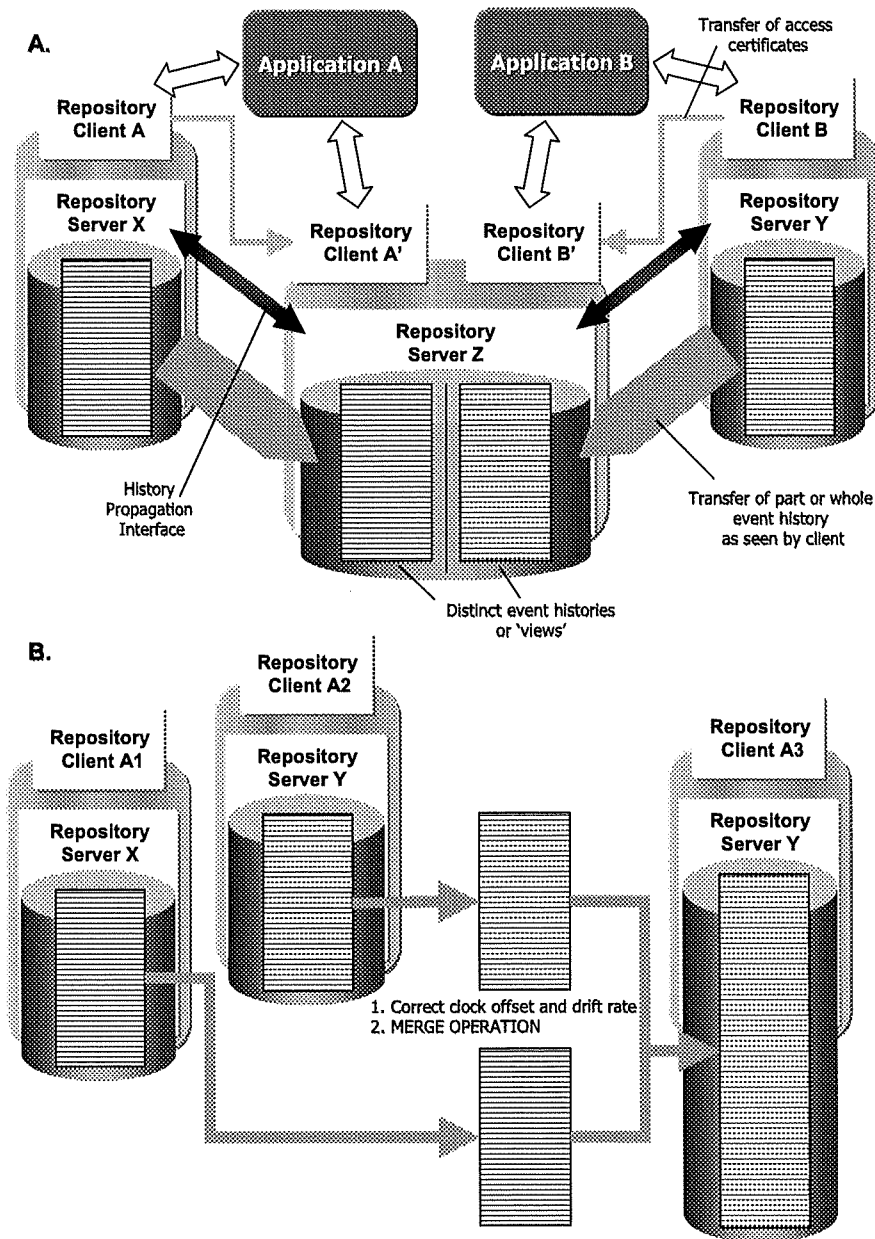 A.
Application A
Application B
Transfer of access
certificates
Repository
Client A
Repository
Client B
Repository
Server X
Repository
Client A'
Repository
Client B'
Repository
Server Y
Repository
Server Z
History
Propagation
Interface
Transfer of part or whole
event history
as seen by client
Distinct event histories
or 'views'
B.
Repository
Client A2
Repository
Client A1
Repository
Client A3
Repository
Server Y
Repository
Server X
Repository
Server Y
1. Correct clock offset and drift rate
2. MERGE OPERATION